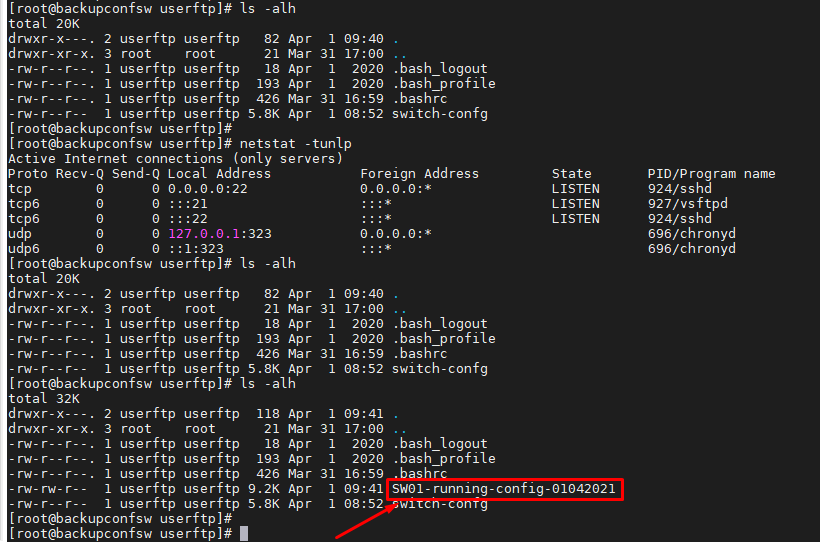 [root@backupconfsw userftp]# ls -alh
total 20K
drwxr-x---. 2 userftp userftp   82 Apr  1 09:40 .
drwxr-xr-x. 3 root    root      21 Mar 31 17:00 ..
-rw-r--r--. 1 userftp userftp   18 Apr  1  2020 .bash_logout
-rw-r--r--. 1 userftp userftp  193 Apr  1  2020 .bash_profile
-rw-r--r--. 1 userftp userftp  426 Mar 31 16:59 .bashrc
-rw-r--r--  1 userftp userftp 5.8K Apr  1 08:52 switch-confg
[root@backupconfsw userftp]#
[root@backupconfsw userftp]# netstat -tunlp
Active Internet connections (only servers)
Proto Recv-Q Send-Q Local Address           Foreign Address         State       PID/Program name
tcp        0      0 0.0.0.0:22              0.0.0.0:*               LISTEN      924/sshd
tcp6       0      0 :::21                   :::*                    LISTEN      927/vsftpd
tcp6       0      0 :::22                   :::*                    LISTEN      924/sshd
udp        0      0 127.0.0.1:323           0.0.0.0:*                           696/chronyd
udp6       0      0 ::1:323                 :::*                                696/chronyd
[root@backupconfsw userftp]# ls -alh
total 20K
drwxr-x---. 2 userftp userftp   82 Apr  1 09:40 .
drwxr-xr-x. 3 root    root      21 Mar 31 17:00 ..
-rw-r--r--. 1 userftp userftp   18 Apr  1  2020 .bash_logout
-rw-r--r--. 1 userftp userftp  193 Apr  1  2020 .bash_profile
-rw-r--r--. 1 userftp userftp  426 Mar 31 16:59 .bashrc
-rw-r--r--  1 userftp userftp 5.8K Apr  1 08:52 switch-confg
[root@backupconfsw userftp]# ls -alh
total 32K
drwxr-x---. 2 userftp userftp  118 Apr  1 09:41 .
drwxr-xr-x. 3 root    root      21 Mar 31 17:00 ..
-rw-r--r--. 1 userftp userftp   18 Apr  1  2020 .bash_logout
-rw-r--r--. 1 userftp userftp  193 Apr  1  2020 .bash_profile
-rw-r--r--. 1 userftp userftp  426 Mar 31 16:59 .bashrc
-rw-rw-r--  1 userftp userftp 9.2K Apr  1 09:41 SW01-running-config-01042021
-rw-r--r--  1 userftp userftp 5.8K Apr  1 08:52 switch-confg
[root@backupconfsw userftp]#
[root@backupconfsw userftp]#